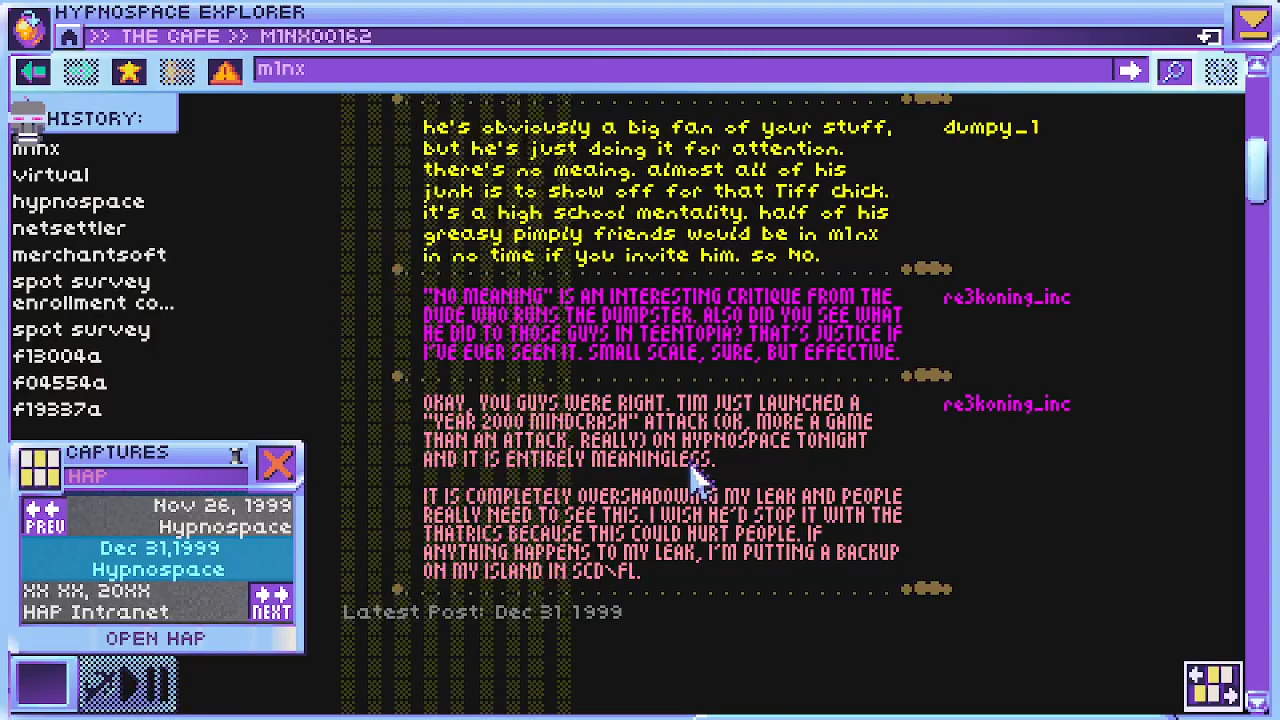 HYPNOSPACE EXPLORER
>> THE CAFE >> M1NX00162
m1nx
HISTORY:
m1nx
virtual
hypnospace
netsettler
merchantsoft
spot survey
enrollment co...
spot survey
f13004a
f04554a
f19337a
he's obviously a big fan of your stuff,
but he's just doing it for attention.
there's no meaing. almost all of his
junk is to show off for that Tiff chick.
it's a high school mentality. half of his
greasy pimply friends would be in m1nx
in no time if you invite him. so No.
dumpy_1
"NO MEANING" IS AN INTERESTING CRITIQUE FROM THE
DUDE WHO RUNS THE DUMPSTER. ALSO DID YOU SEE WHAT
HE DID TO THOSE GUYS IN TEENTOPIA? THAT'S JUSTICE IF
I'VE EVER SEEN IT. SMALL SCALE, SURE, BUT EFFECTIVE.
re3koning_inc
OKAY, YOU GUYS WERE RIGHT. TIM JUST LAUNCHED A
"YEAR 2000 MINDCRASH" ATTACK (OK, MORE A GAME
THAN AN ATTACK, REALLY) ON HYPNOSPACE TONIGHT
AND IT IS ENTIRELY MEANINGLESS.
re3koning_inc
IT IS COMPLETELY OVERSHADOWING MY LEAK AND PEOPLE
REALLY NEED TO SEE THIS. I WISH HE'D STOP IT WITH THE
THATRICS BECAUSE THIS COULD HURT PEOPLE. IF
ANYTHING HAPPENS TO MY LEAK, I'M PUTTING A BACKUP
ON MY ISLAND IN SCD\FL.
Latest Post: Dec 31 1999
CAPTURES
HAP
PREV
Nov 26, 1999
Hypnospace
Dec 31,1999
Hypnospace
XX XX, 20XX
HAP Intranet
NEXT
OPEN HAP